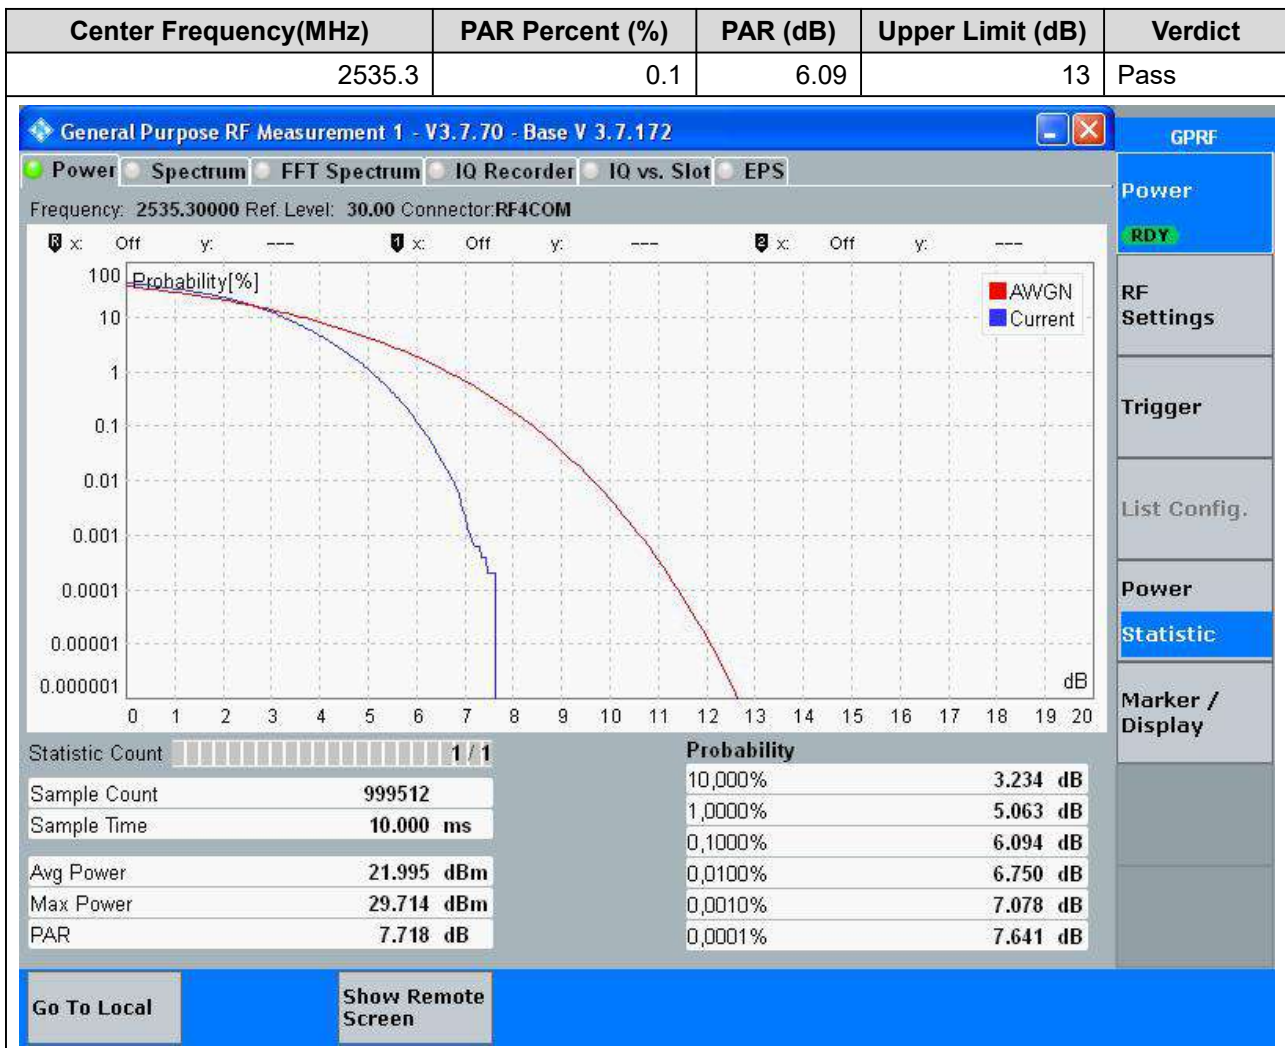 Center Frequency(MHz) PAR Percent (%) PAR (dB) Upper Limit (dB) Verdict
2535.3 0.1 6.09 13 Pass
General Purpose RF Measurement 1 - V3.7.70 - Base V 3.7.172
GPRF
Power Spectrum FFT Spectrum IQ Recorder IQ vs. Slot EPS
Frequency: 2535.30000 Ref. Level: 30.00 Connector:RF4COM
R x: Off y: --- 1 x: Off y: --- 2 x: Off y: ---
Probability[%]
AWGN
Current
100
10
1
0.1
0.01
0.001
0.0001
0.00001
0.000001
dB
0 1 2 3 4 5 6 7 8 9 10 11 12 13 14 15 16 17 18 19 20
Statistic Count 1 / 1
Sample Count 999512
Sample Time 10.000 ms
Avg Power 21.995 dBm
Max Power 29.714 dBm
PAR 7.718 dB
Probability
10,000% 3.234 dB
1,0000% 5.063 dB
0,1000% 6.094 dB
0,0100% 6.750 dB
0,0010% 7.078 dB
0,0001% 7.641 dB
Power
RDY
RF
Settings
Trigger
List Config.
Power
Statistic
Marker /
Display
Go To Local
Show Remote
Screen